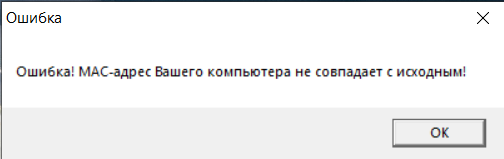 Ошибка
Ошибка! MAC-адрес Вашего компьютера не совпадает с исходным!
OK